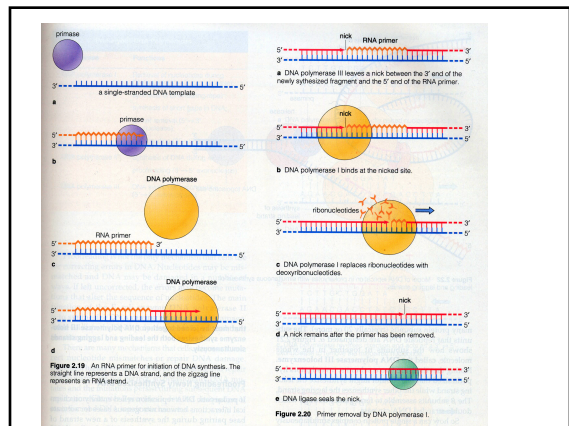 primase
3′
5′
a single-stranded DNA template
a
primase
5′
3′
5′
b
DNA polymerase
RNA primer
5′
3′
3′
5′
c
DNA polymerase
5′
3′
5′
d
Figure 2.19 An RNA primer for initiation of DNA synthesis. The
straight line represents a DNA strand, and the zigzag line
represents an RNA strand.
nick
RNA primer
5′
3′
3′
5′
a DNA polymerase III leaves a nick between the 3′ end of the
newly sythesized fragment and the 5′ end of the RNA primer.
nick
5′
3′
3′
5′
b DNA polymerase I binds at the nicked site.
ribonucleotides
5′
3′
3′
5′
c DNA polymerase I replaces ribonucleotides with
deoxyribonucleotides.
nick
5′
3′
3′
5′
d A nick remains after the primer has been removed.
5′
3′
3′
5′
e DNA ligase seals the nick.
Figure 2.20 Primer removal by DNA polymerase I.